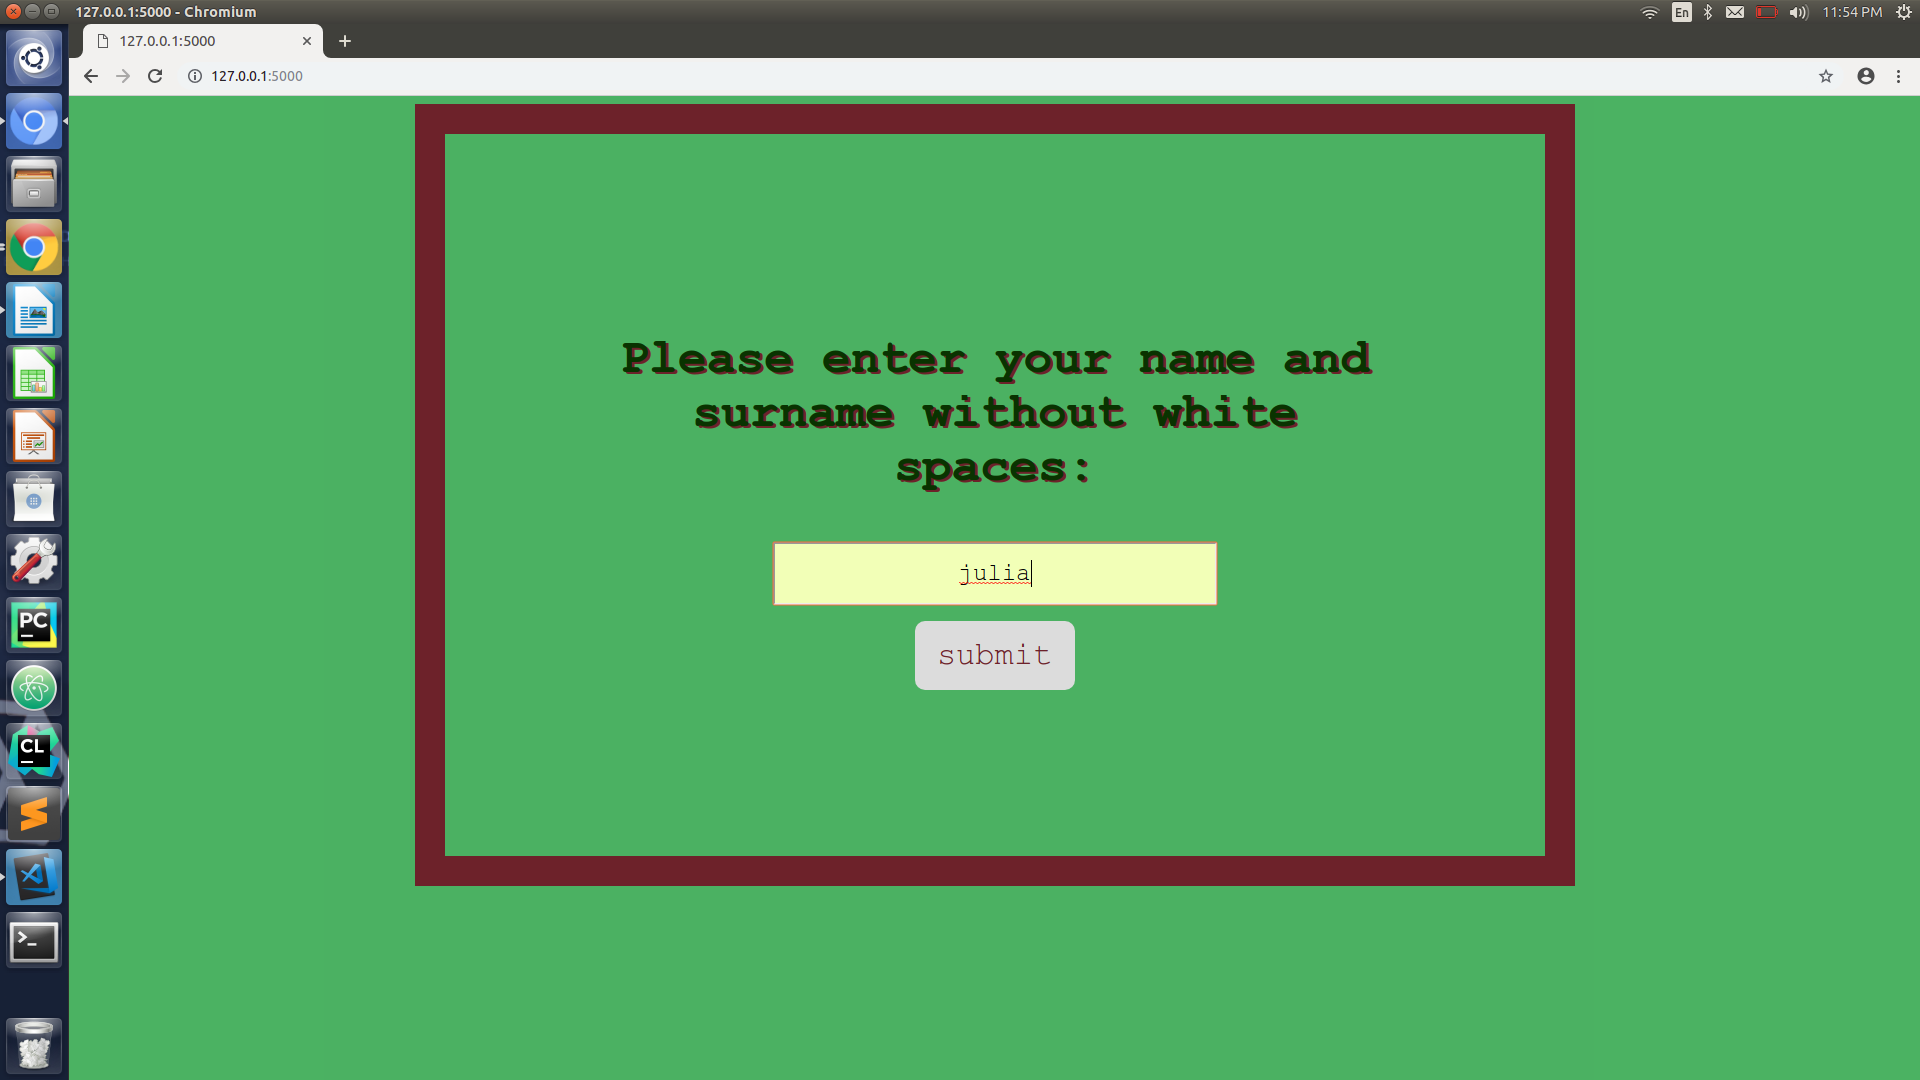 127.0.0.1:5000 - Chromium
En
11:54 PM
127.0.0.1:5000
127.0.0.1:5000
Please enter your name and
surname without white
spaces:
julia
submit
PC
CL
>_